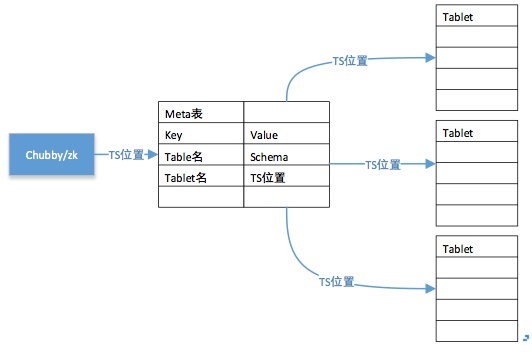 Chubby/zk
TS位置
Meta表
Key Value
Table名 Schema
Tablet名 TS位置
TS位置
TS位置
TS位置
Tablet
Tablet
Tablet